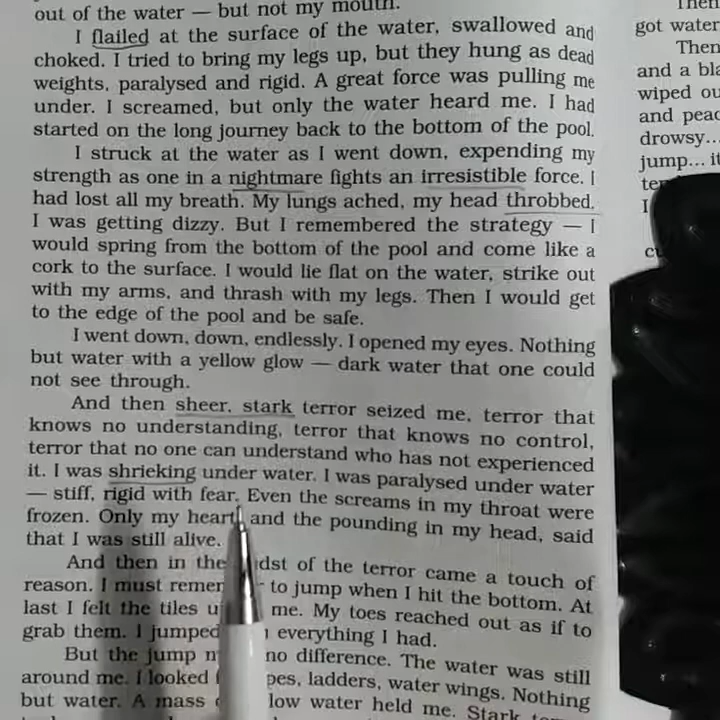 out of the water — but not my mouth.
I flailed at the surface of the water, swallowed and
choked. I tried to bring my legs up, but they hung as dead
weights, paralysed and rigid. A great force was pulling me
under. I screamed, but only the water heard me. I had
started on the long journey back to the bottom of the pool.
I struck at the water as I went down, expending my
strength as one in a nightmare fights an irresistible force. I
had lost all my breath. My lungs ached, my head throbbed.
I was getting dizzy. But I remembered the strategy — I
would spring from the bottom of the pool and come like a
cork to the surface. I would lie flat on the water, strike out
with my arms, and thrash with my legs. Then I would get
to the edge of the pool and be safe.
I went down, down, endlessly. I opened my eyes. Nothing
but water with a yellow glow — dark water that one could
not see through.
And then sheer, stark terror seized me, terror that
knows no understanding, terror that knows no control,
terror that no one can understand who has not experienced
it. I was shrieking under water. I was paralysed under water
— stiff, rigid with fear. Even the screams in my throat were
frozen. Only my heart, and the pounding in my head, said
that I was still alive.
And then in the midst of the terror came a touch of
reason. I must remember to jump when I hit the bottom. At
last I felt the tiles me. My toes reached out as if to
grab them. I jumped everything I had.
But the jump no difference. The water was still
around me. I looked ladders, water wings. Nothing
but water. A mass held me. Stark
Then
got water
Then
and a
wiped
and
drowsy...
jump... it
I